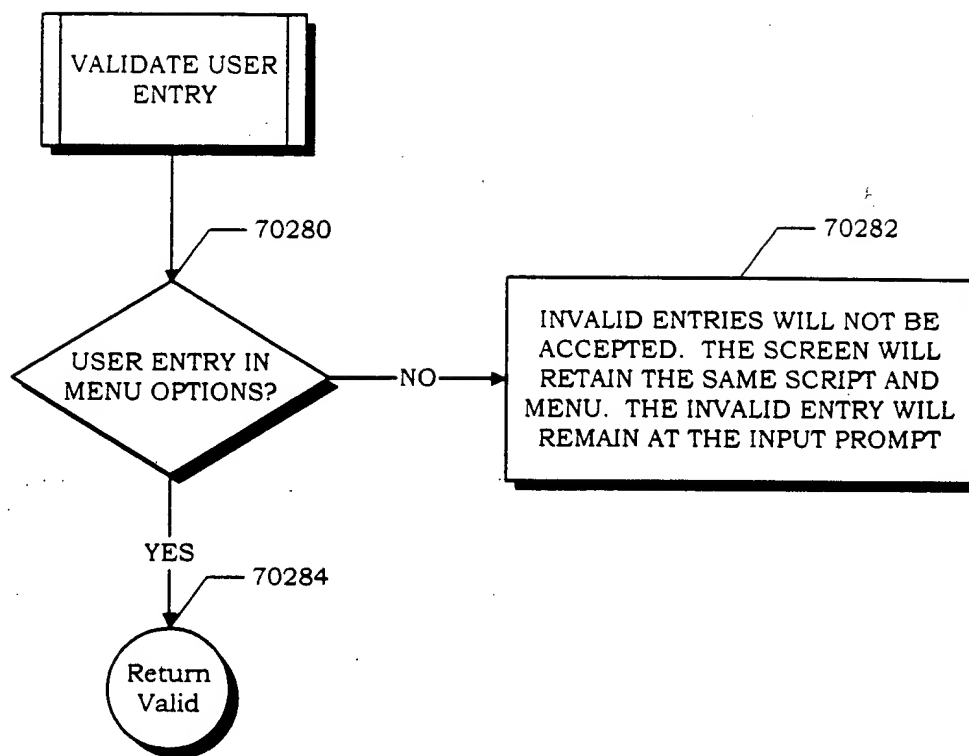 VALIDATE USER
ENTRY
70280
70282
USER ENTRY IN
MENU OPTIONS?
NO
INVALID ENTRIES WILL NOT BE
ACCEPTED. THE SCREEN WILL
RETAIN THE SAME SCRIPT AND
MENU. THE INVALID ENTRY WILL
REMAIN AT THE INPUT PROMPT
YES
70284
Return
Valid